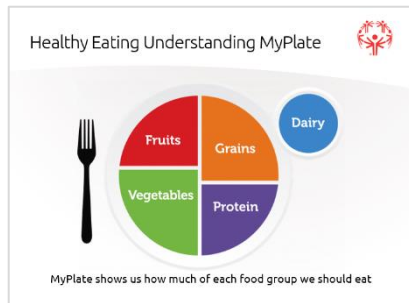 Healthy Eating Understanding MyPlate
Dairy
Fruits
Grains
Vegetables
Protein
MyPlate shows us how much of each food group we should eat